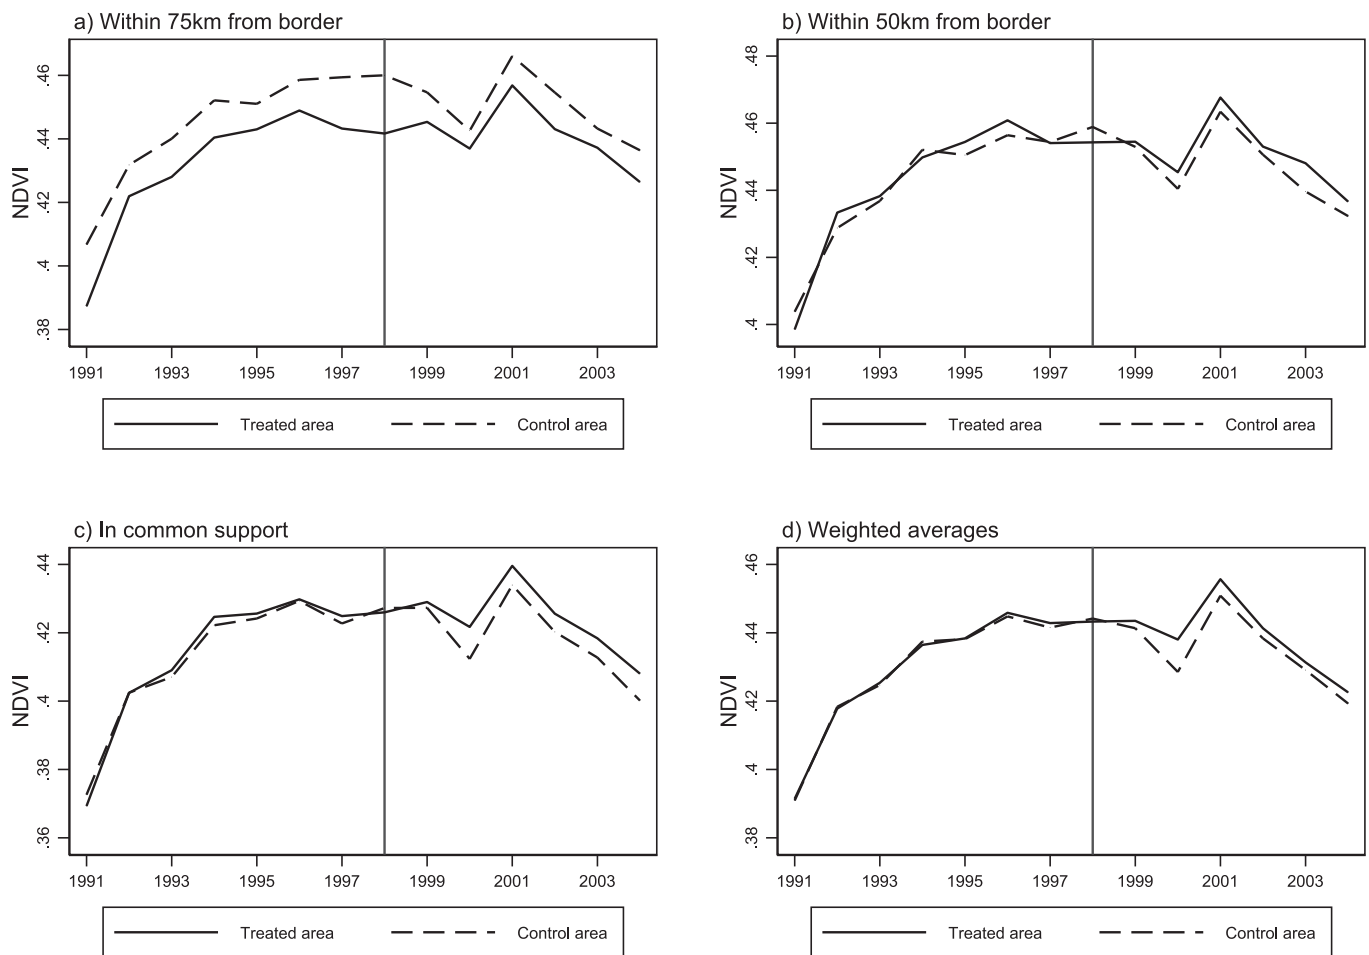 a) Within 75km from border
NDVI
.46
.44
.42
.4
.38
1991 1993 1995 1997 1999 2001 2003
Treated area Control area
b) Within 50km from border
NDVI
.48
.46
.44
.42
.4
1991 1993 1995 1997 1999 2001 2003
Treated area Control area
c) In common support
NDVI
.44
.42
.4
.38
.36
1991 1993 1995 1997 1999 2001 2003
Treated area Control area
d) Weighted averages
NDVI
.46
.44
.42
.4
.38
1991 1993 1995 1997 1999 2001 2003
Treated area Control area